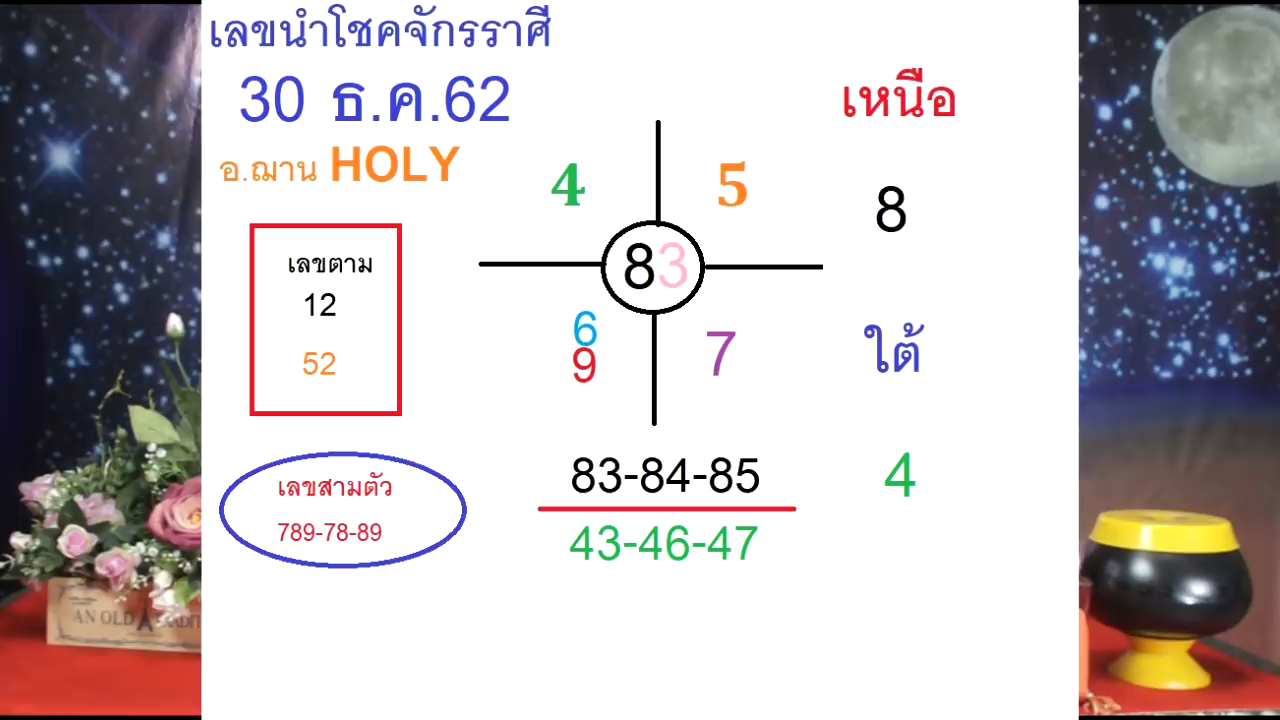 เลขนำโชคจักรราศี
30 ธ.ค.62
อ.ฌาน HOLY
เหนือ
4
5
8
83
เลขตาม
12
52
6
9
7
ใต้
83-84-85
43-46-47
4
เลขสามตัว
789-78-89
AN OLD